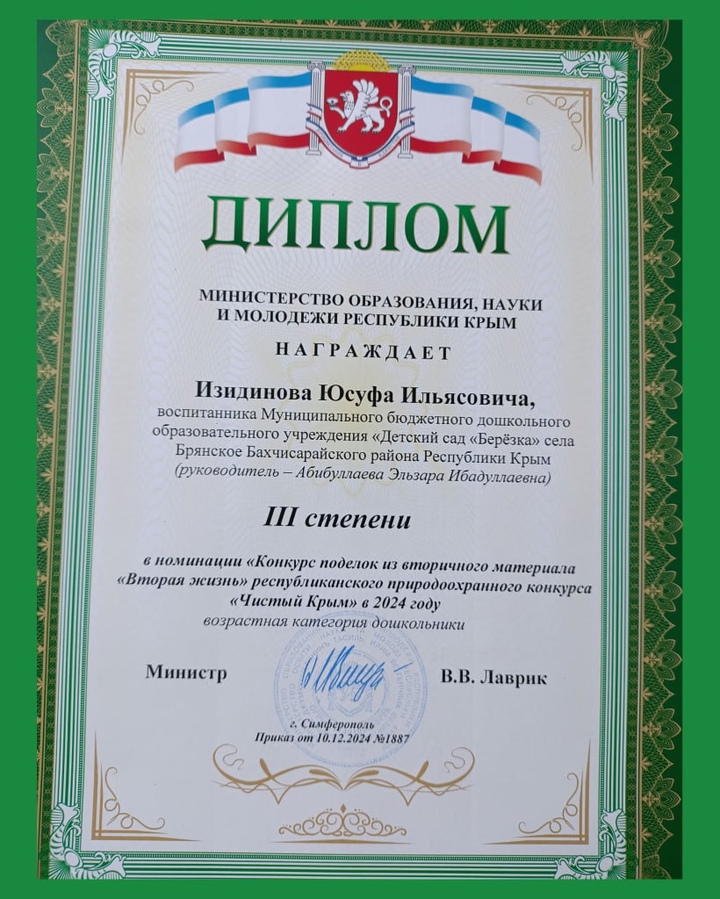 ДИПЛОМ
МИНИСТЕРСТВО ОБРАЗОВАНИЯ, НАУКИ
И МОЛОДЕЖИ РЕСПУБЛИКИ КРЫМ
НАГРАЖДАЕТ
Изидинова Юсуфа Ильясовича,
воспитанника Муниципального бюджетного дошкольного
образовательного учреждения «Детский сад «Берёзка» села
Брянское Бахчисарайского района Республики Крым
(руководитель – Абибуллаева Эльзара Ибадуллаевна)
III степени
в номинации «Конкурс поделок из вторичного материала
«Вторая жизнь» республиканского природоохранного конкурса
«Чистый Крым» в 2024 году
возрастная категория дошкольники
Министр В.В. Лаврик
г. Симферополь
Приказ от 10.12.2024 №1887